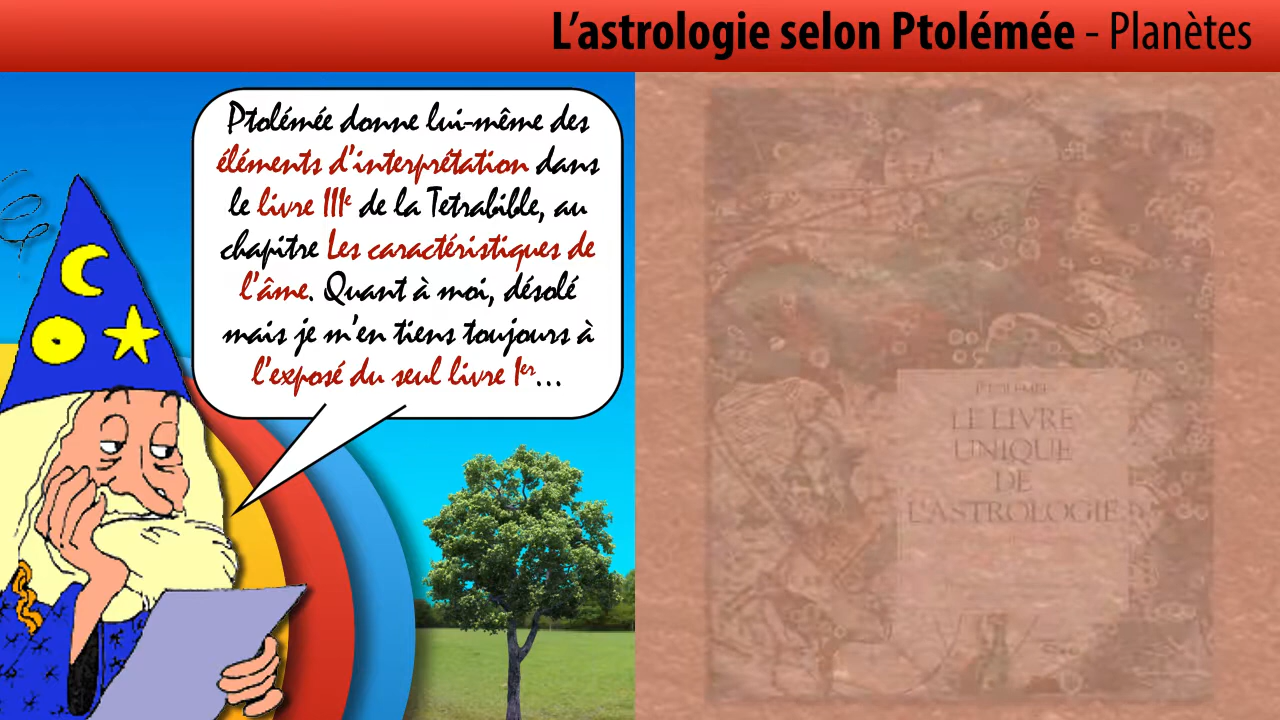 L'astrologie selon Ptolémée - Planètes
Ptolémée donne lui-même des
éléments d'interprétation dans
le livre IIIe de la Tetrabible, au
chapitre Les caractéristiques de
l'âme. Quant à moi, désolé
mais je m'en tiens toujours à
l'exposé du seul livre Ier...
PTOLÉMÉE
LE LIVRE
UNIQUE
DE
L'ASTROLOGIE